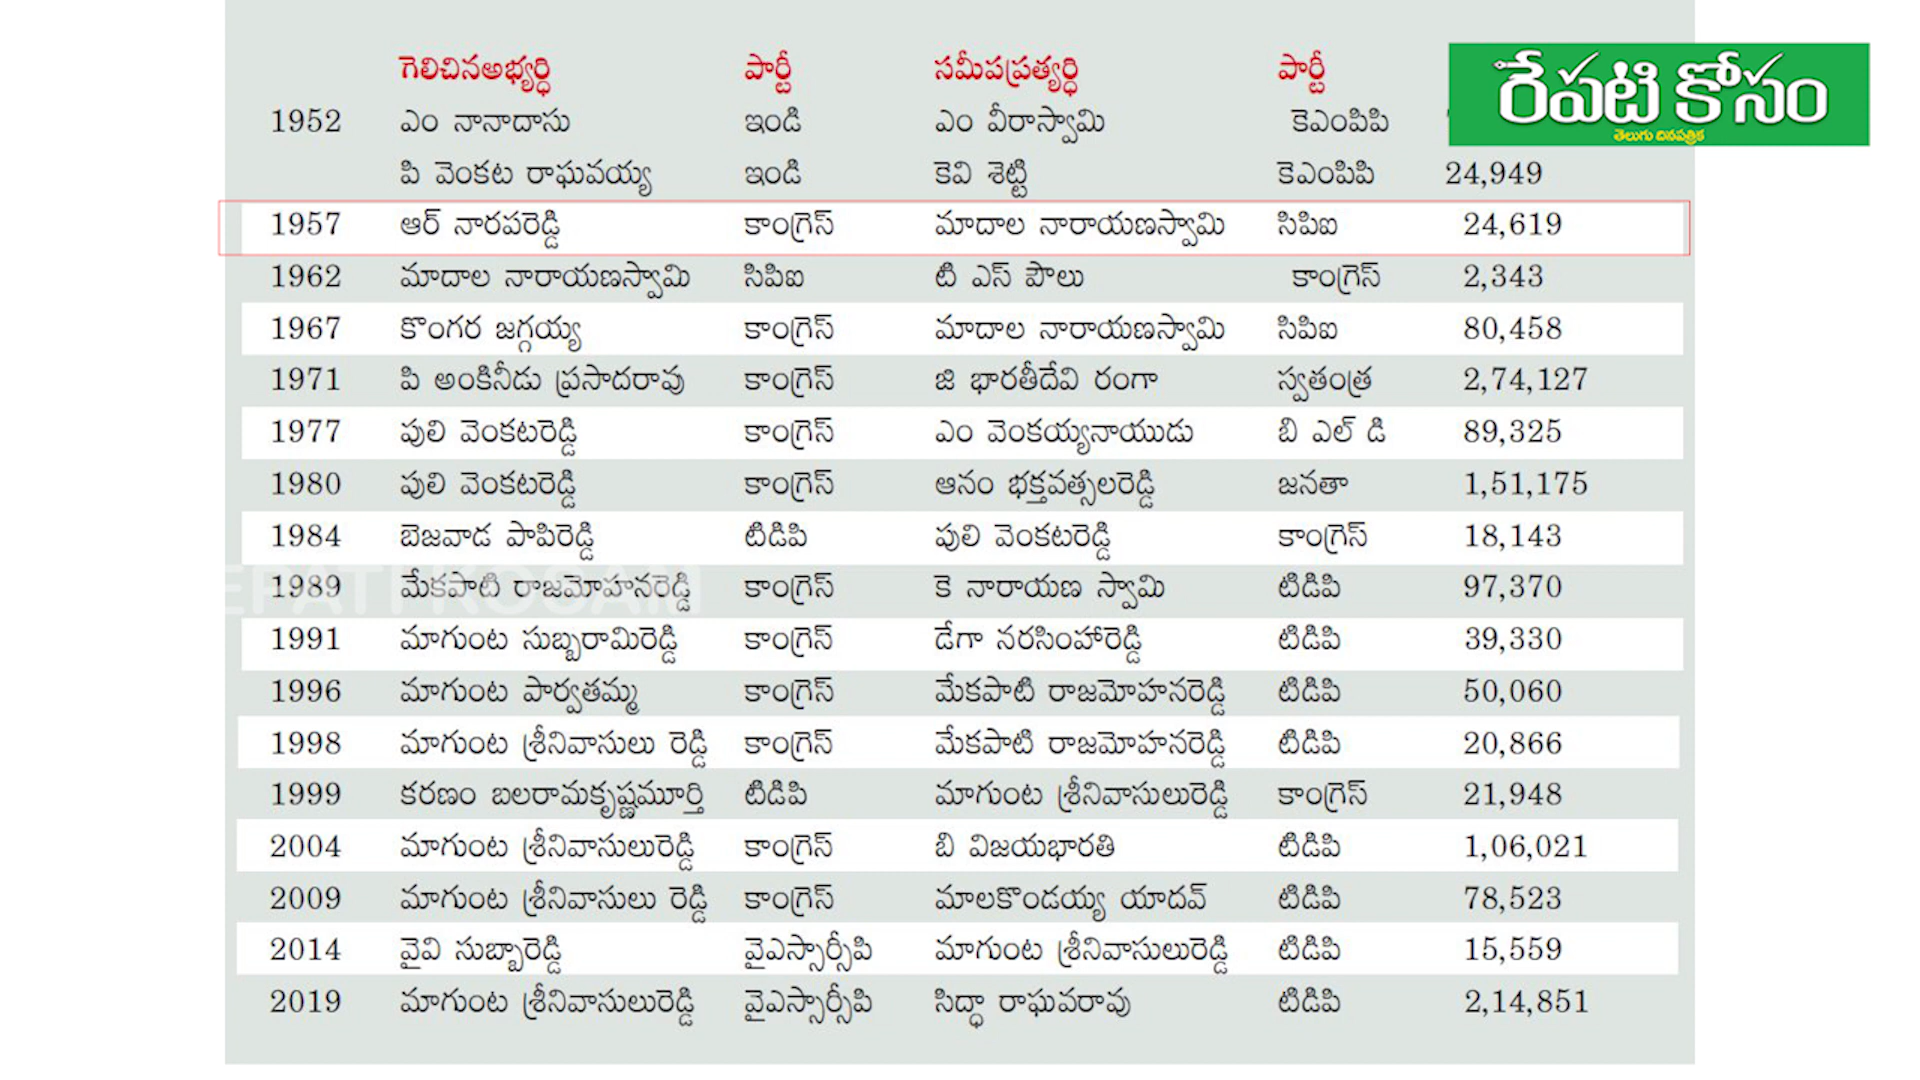 గెలిచినఅభ్యర్ధి పార్టీ సమీపప్రత్యర్ధి పార్టీ
రేపటి కోసం
తెలుగు దినపత్రిక
1952 ఎం నానాదాసు ఇండి ఎం వీరాస్వామి కెఎంపిపి
పి వెంకట రాఘవయ్య ఇండి కెవి శెట్టి కెఎంపిపి 24,949
1957 ఆర్ నారపరెడ్డి కాంగ్రెస్ మాదాల నారాయణస్వామి సిపిఐ 24,619
1962 మాదాల నారాయణస్వామి సిపిఐ టి ఎస్ పౌలు కాంగ్రెస్ 2,343
1967 కొంగర జగ్గయ్య కాంగ్రెస్ మాదాల నారాయణస్వామి సిపిఐ 80,458
1971 పి అంకినీడు ప్రసాదరావు కాంగ్రెస్ జి భారతీదేవి రంగా స్వతంత్ర 2,74,127
1977 పులి వెంకటరెడ్డి కాంగ్రెస్ ఎం వెంకయ్యనాయుడు బి ఎల్ డి 89,325
1980 పులి వెంకటరెడ్డి కాంగ్రెస్ ఆనం భక్తవత్సలరెడ్డి జనతా 1,51,175
1984 బెజవాడ పాపిరెడ్డి టిడిపి పులి వెంకటరెడ్డి కాంగ్రెస్ 18,143
1989 మేకపాటి రాజమోహనరెడ్డి కాంగ్రెస్ కె నారాయణ స్వామి టిడిపి 97,370
EPATI KOSAM
1991 మాగుంట సుబ్బరామిరెడ్డి కాంగ్రెస్ డేగా నరసింహారెడ్డి టిడిపి 39,330
1996 మాగుంట పార్వతమ్మ కాంగ్రెస్ మేకపాటి రాజమోహనరెడ్డి టిడిపి 50,060
1998 మాగుంట శ్రీనివాసులు రెడ్డి కాంగ్రెస్ మేకపాటి రాజమోహనరెడ్డి టిడిపి 20,866
1999 కరణం బలరామకృష్ణమూర్తి టిడిపి మాగుంట శ్రీనివాసులురెడ్డి కాంగ్రెస్ 21,948
2004 మాగుంట శ్రీనివాసులురెడ్డి కాంగ్రెస్ బి విజయభారతి టిడిపి 1,06,021
2009 మాగుంట శ్రీనివాసులు రెడ్డి కాంగ్రెస్ మాలకొండయ్య యాదవ్ టిడిపి 78,523
2014 వైవి సుబ్బారెడ్డి వైఎస్సార్సీపి మాగుంట శ్రీనివాసులురెడ్డి టిడిపి 15,559
2019 మాగుంట శ్రీనివాసులురెడ్డి వైఎస్సార్సీపి సిద్ధా రాఘవరావు టిడిపి 2,14,851